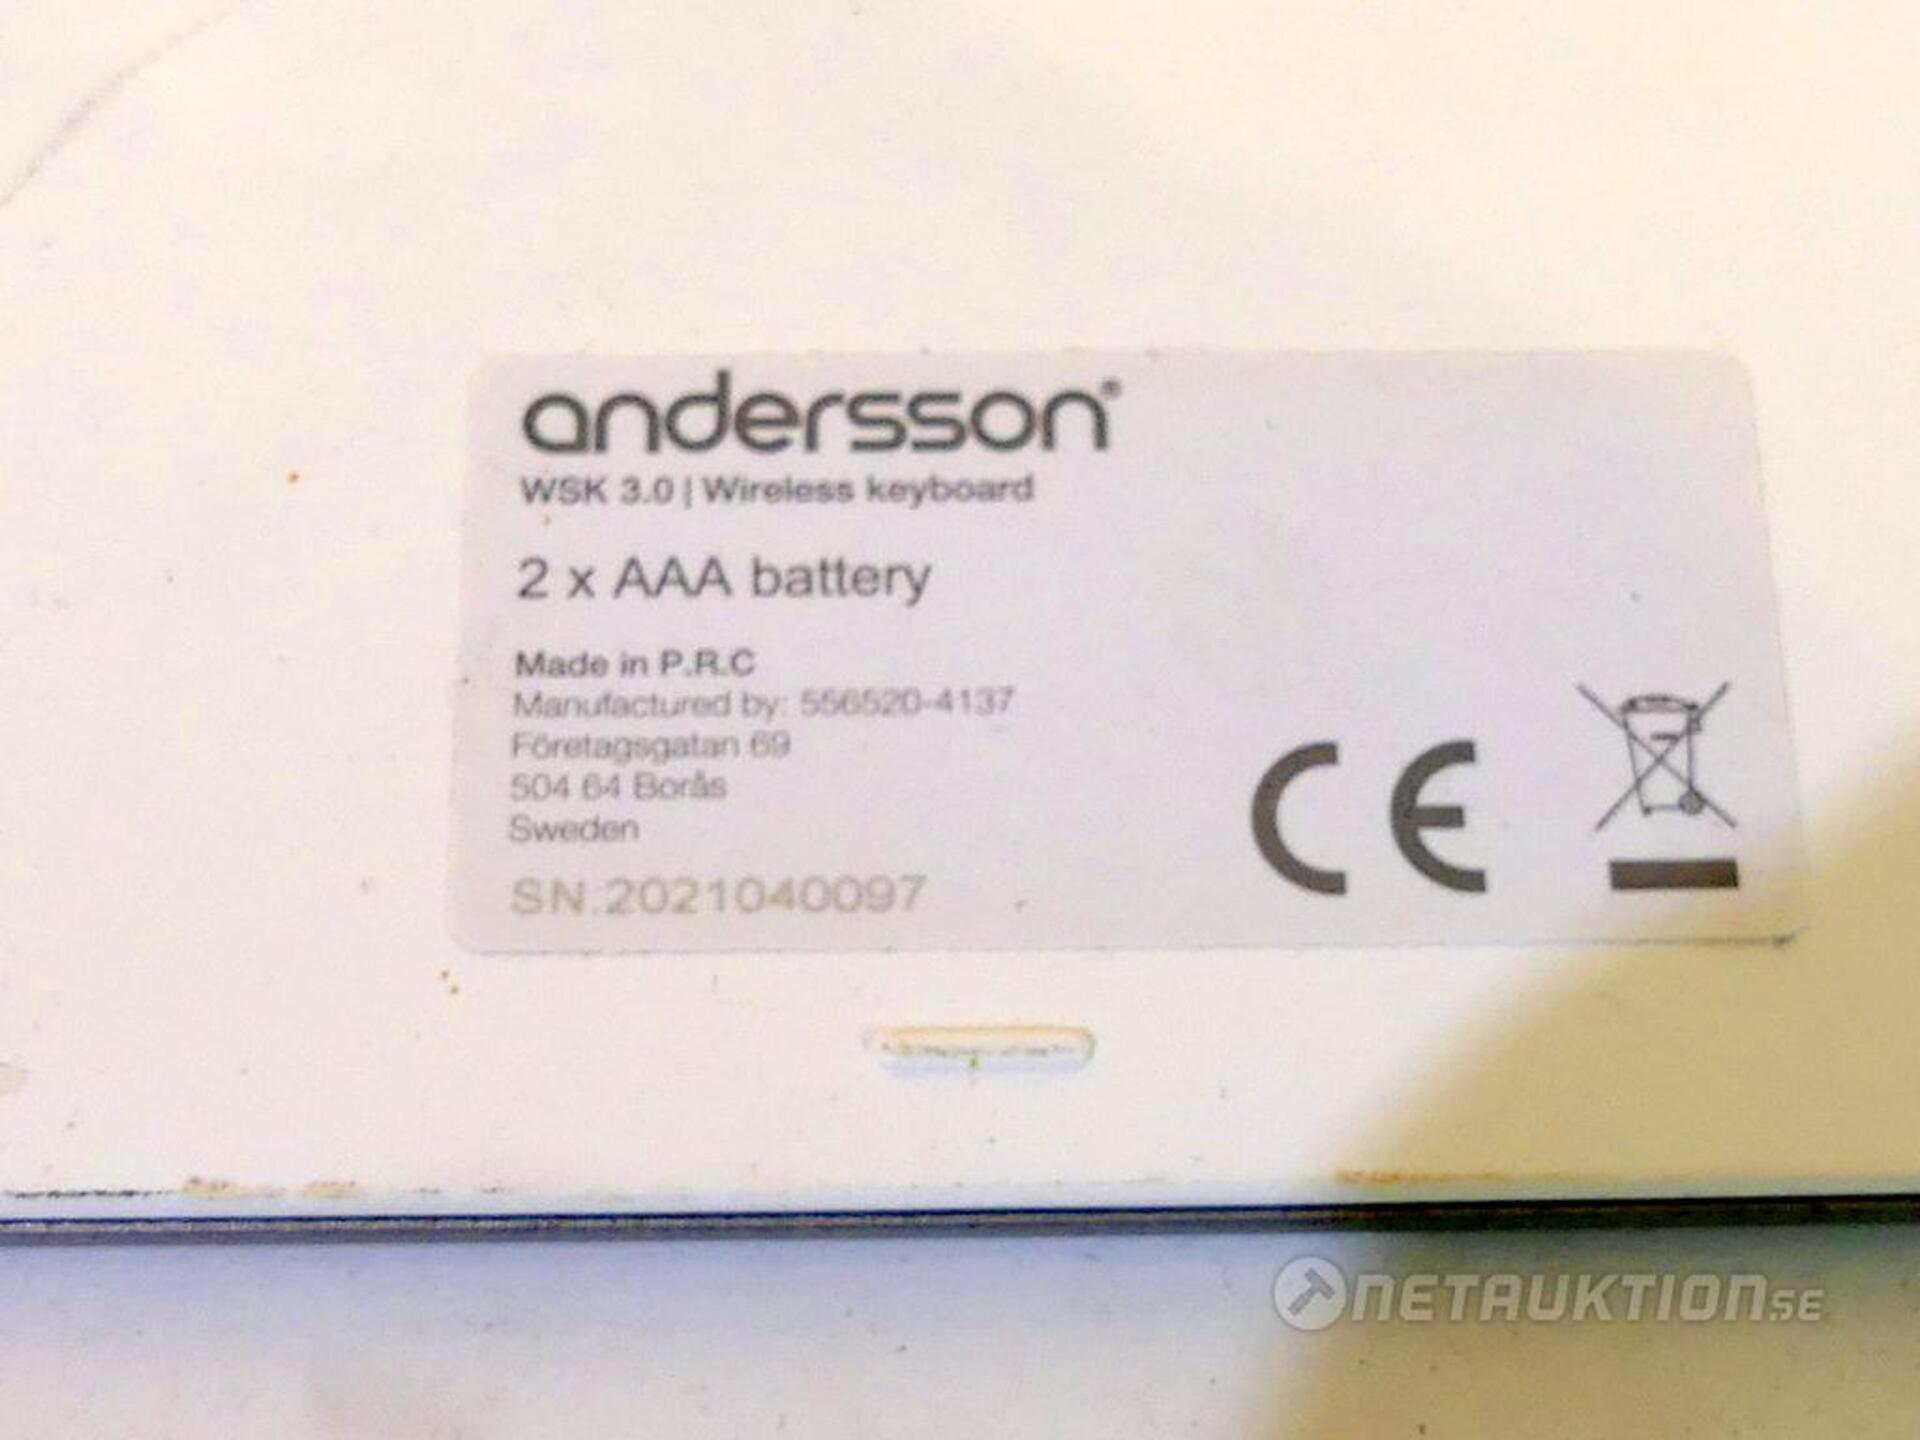 andersson®
WSK 3.0 | Wireless keyboard
2 x AAA battery
Made in P.R.C
Manufactured by: 556520-4137
Företagsgatan 69
504 64 Borås
Sweden
SN.2021040097
CE
NETAUKTION.SE